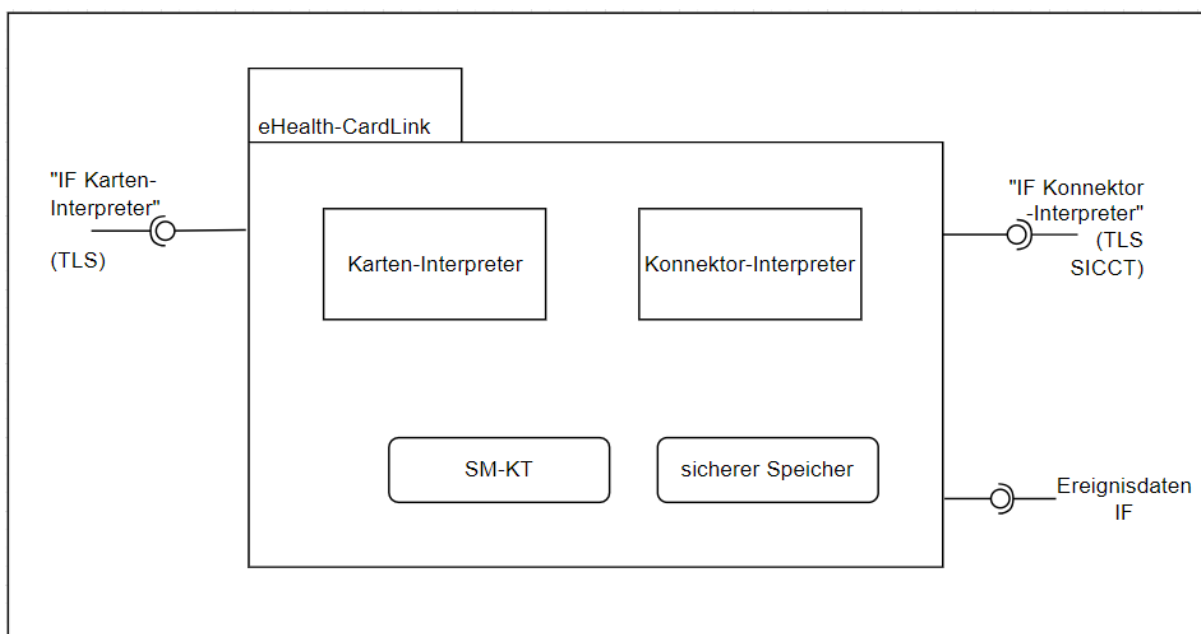 eHealth-CardLink
"IF Karten-
Interpreter"
(TLS)
Karten-Interpreter
Konnektor-Interpreter
"IF Konnektor
-Interpreter"
(TLS
SICCT)
SM-KT
sicherer Speicher
Ereignisdaten
IF